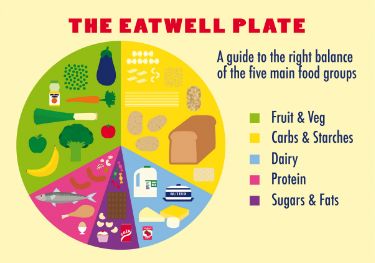 THE EATWELL PLATE
A guide to the right balance
of the five main food groups
Fruit & Veg
Carbs & Starches
Dairy
Protein
Sugars & Fats